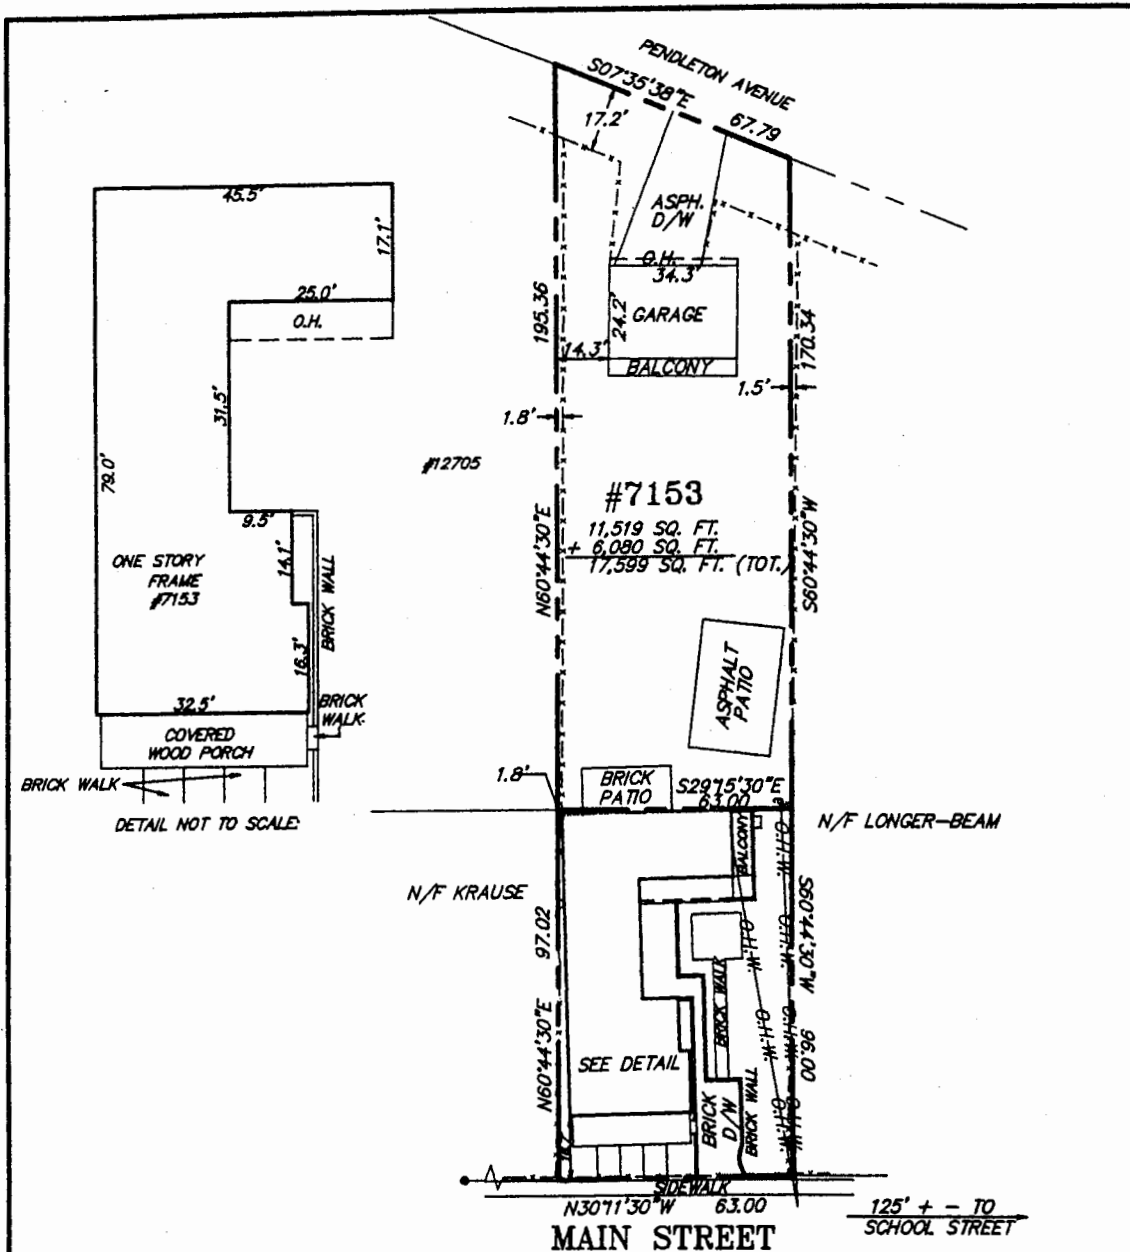 PENDLETON AVENUE
S07°35'38"E
67.79
17.2'
ASPH.
D/W
O.H.
34.3'
24.2'
GARAGE
14.3'
BALCONY
195.36
170.34
1.5'
1.8'
45.5'
17.1'
25.0'
O.H.
31.5'
79.0'
9.5'
14.1'
BRICK WALL
ONE STORY
FRAME
#7153
16.3'
32.5'
BRICK
WALK
COVERED
WOOD PORCH
BRICK WALK
DETAIL NOT TO SCALE
#12705
#7153
11,519 SQ. FT.
+ 6,080 SQ. FT.
17,599 SQ. FT. (TOT.)
N60°44'30"E
S60°44'30"W
ASPHALT
PATIO
1.8'
BRICK
PATIO
S29°15'30"E
63.00
N/F LONGER-BEAM
N/F KRAUSE
BALCONY
O.H.W.
O.H.W.
O.H.W.
O.H.W.
O.H.W.
O.H.W.
97.02
N60°44'30"E
S60°44'30"W
96.00
BRICK WALK
SEE DETAIL
BRICK
D/W
BRICK WALL
SIDEWALK
N30°11'30"W 63.00
MAIN STREET
125' + - TO
SCHOOL STREET